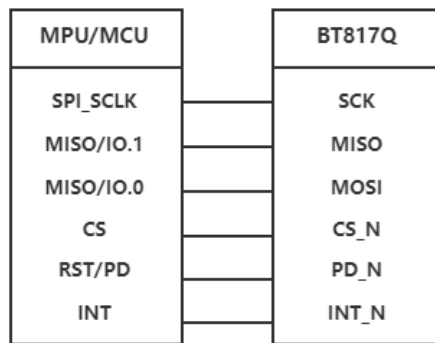 MPU/MCU BT817Q
SPI_SCLK SCK
MISO/IO.1 MISO
MISO/IO.0 MOSI
CS CS_N
RST/PD PD_N
INT INT_N